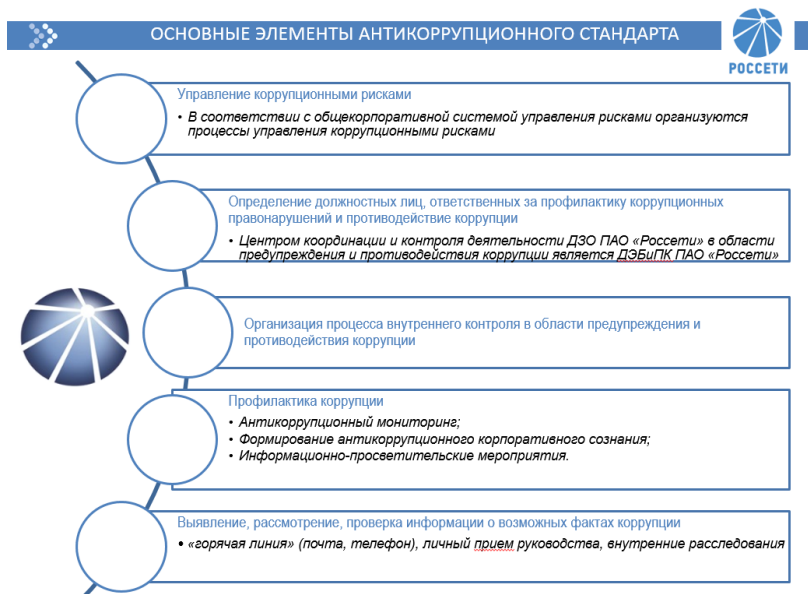 ОСНОВНЫЕ ЭЛЕМЕНТЫ АНТИКОРРУПЦИОННОГО СТАНДАРТА
РОССЕТИ
Управление коррупционными рисками
• В соответствии с общекорпоративной системой управления рисками организуются
процессы управления коррупционными рисками
Определение должностных лиц, ответственных за профилактику коррупционных
правонарушений и противодействие коррупции
• Центром координации и контроля деятельности ДЗО ПАО «Россети» в области
предупреждения и противодействия коррупции является ДЭБиПК ПАО «Россети»
Организация процесса внутреннего контроля в области предупреждения и
противодействия коррупции
Профилактика коррупции
• Антикоррупционный мониторинг;
• Формирование антикоррупционного корпоративного сознания;
• Информационно-просветительские мероприятия.
Выявление, рассмотрение, проверка информации о возможных фактах коррупции
• «горячая линия» (почта, телефон), личный прием руководства, внутренние расследования